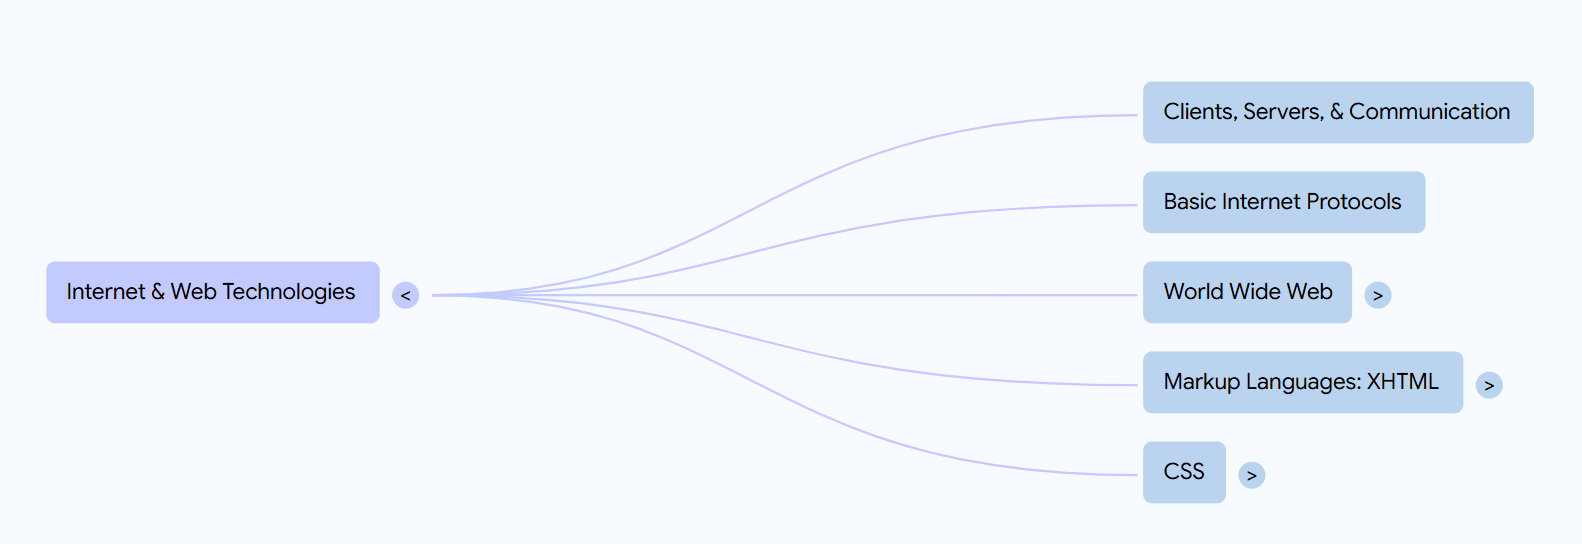 Clients, Servers, & Communication
Basic Internet Protocols
Internet & Web Technologies <
World Wide Web >
Markup Languages: XHTML >
CSS >